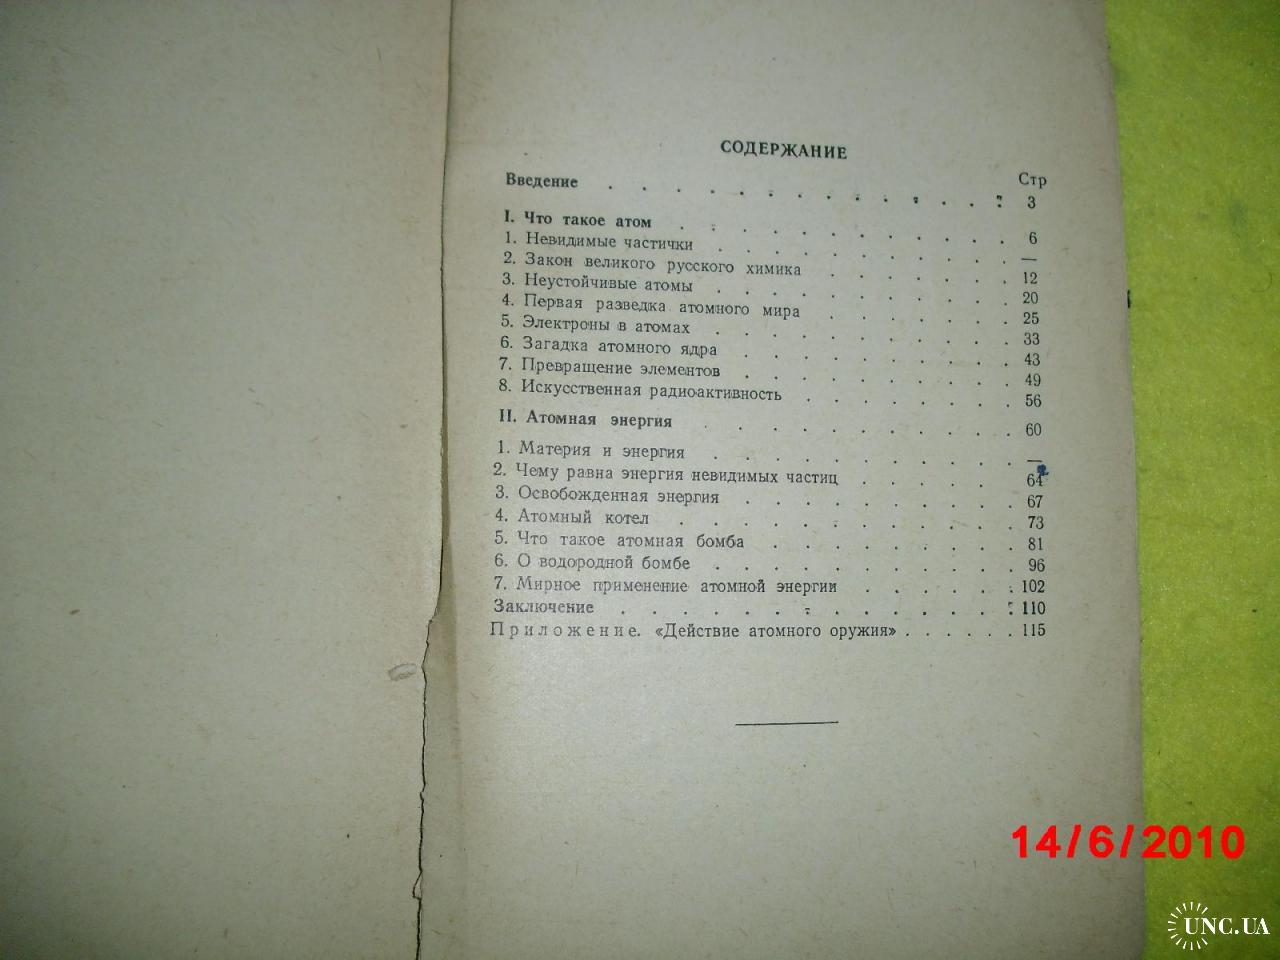 СОДЕРЖАНИЕ
Стр
Введение . . . . . . . . . . . . . 3
I. Что такое атом . . . . . . . . . . . 6
1. Невидимые частички . . . . . . . . . —
2. Закон великого русского химика . . . . . . 12
3. Неустойчивые атомы . . . . . . . . . 20
4. Первая разведка атомного мира . . . . . . 25
5. Электроны в атомах . . . . . . . . . 33
6. Загадка атомного ядра . . . . . . . . 43
7. Превращение элементов . . . . . . . . 49
8. Искусственная радиоактивность . . . . . . 56
II. Атомная энергия . . . . . . . . . . 60
1. Материя и энергия . . . . . . . . . —
2. Чему равна энергия невидимых частиц . . . . . 64
3. Освобожденная энергия . . . . . . . . 67
4. Атомный котел . . . . . . . . . . 73
5. Что такое атомная бомба . . . . . . . 81
6. О водородной бомбе . . . . . . . . . 96
7. Мирное применение атомной энергии . . . . . 102
Заключение . . . . . . . . . . . . . 110
Приложение. «Действие атомного оружия» . . . . . . 115
14/6/2010
UNC.UA